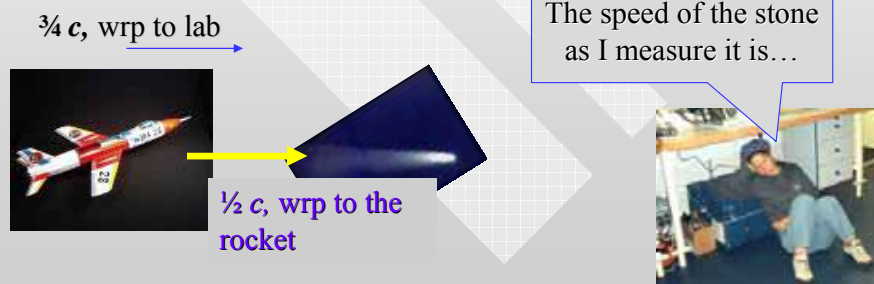 ¾ c, wrp to lab
The speed of the stone
as I measure it is…
½ c, wrp to the
rocket
28